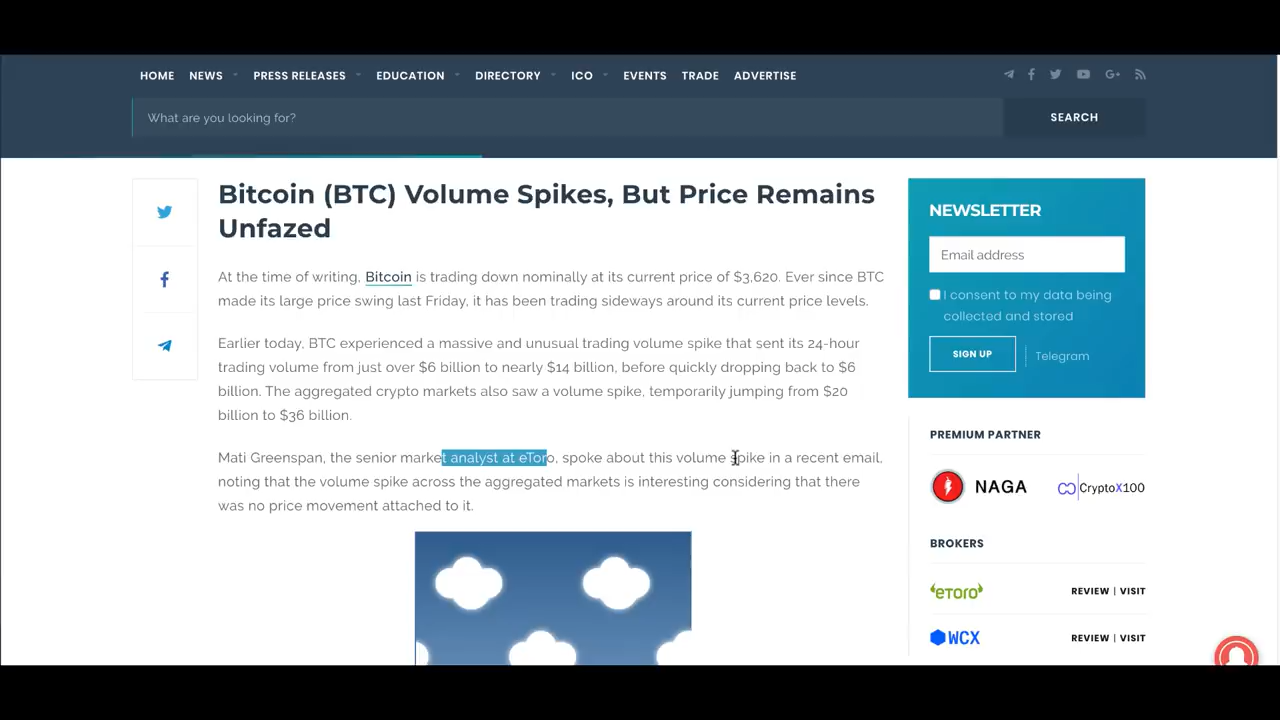 HOME NEWS PRESS RELEASES EDUCATION DIRECTORY ICO EVENTS TRADE ADVERTISE
What are you looking for?
SEARCH
Bitcoin (BTC) Volume Spikes, But Price Remains
Unfazed
At the time of writing, Bitcoin is trading down nominally at its current price of $3,620. Ever since BTC
made its large price swing last Friday, it has been trading sideways around its current price levels.
Earlier today, BTC experienced a massive and unusual trading volume spike that sent its 24-hour
trading volume from just over $6 billion to nearly $14 billion, before quickly dropping back to $6
billion. The aggregated crypto markets also saw a volume spike, temporarily jumping from $20
billion to $36 billion.
Mati Greenspan, the senior market analyst at eToro, spoke about this volume spike in a recent email,
noting that the volume spike across the aggregated markets is interesting considering that there
was no price movement attached to it.
NEWSLETTER
Email address
I consent to my data being
collected and stored
SIGN UP
Telegram
PREMIUM PARTNER
NAGA
CryptoX100
BROKERS
eToro
REVIEW | VISIT
WCX
REVIEW | VISIT